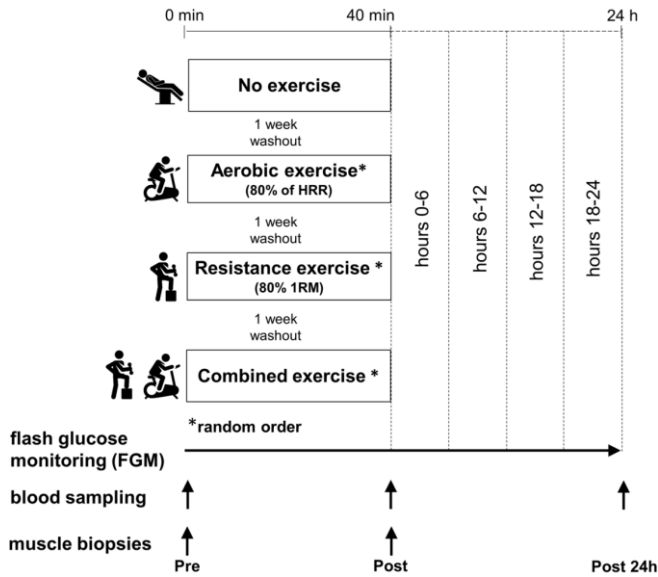 0 min 40 min 24 h
No exercise
1 week
washout
Aerobic exercise*
(80% of HRR)
1 week
washout
Resistance exercise *
(80% 1RM)
1 week
washout
Combined exercise *
hours 0-6
hours 6-12
hours 12-18
hours 18-24
*random order
flash glucose
monitoring (FGM)
blood sampling
muscle biopsies
Pre Post Post 24h